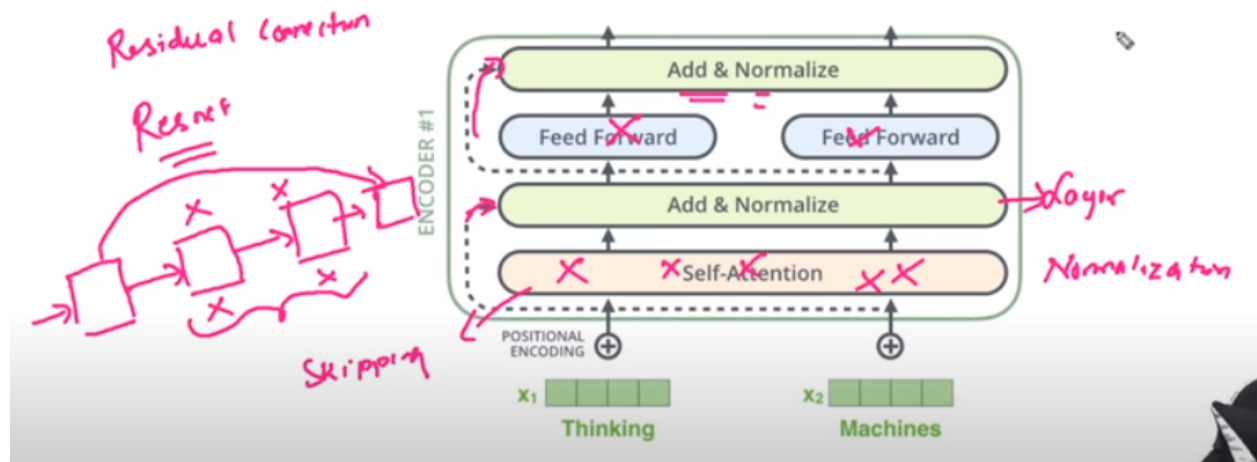 Residual Connection
Resnet
Skipping
ENCODER #1
Add & Normalize
Feed Forward
Feed Forward
Add & Normalize
Layer
Self-Attention
Normalization
POSITIONAL
ENCODING
x₁
x₂
Thinking
Machines